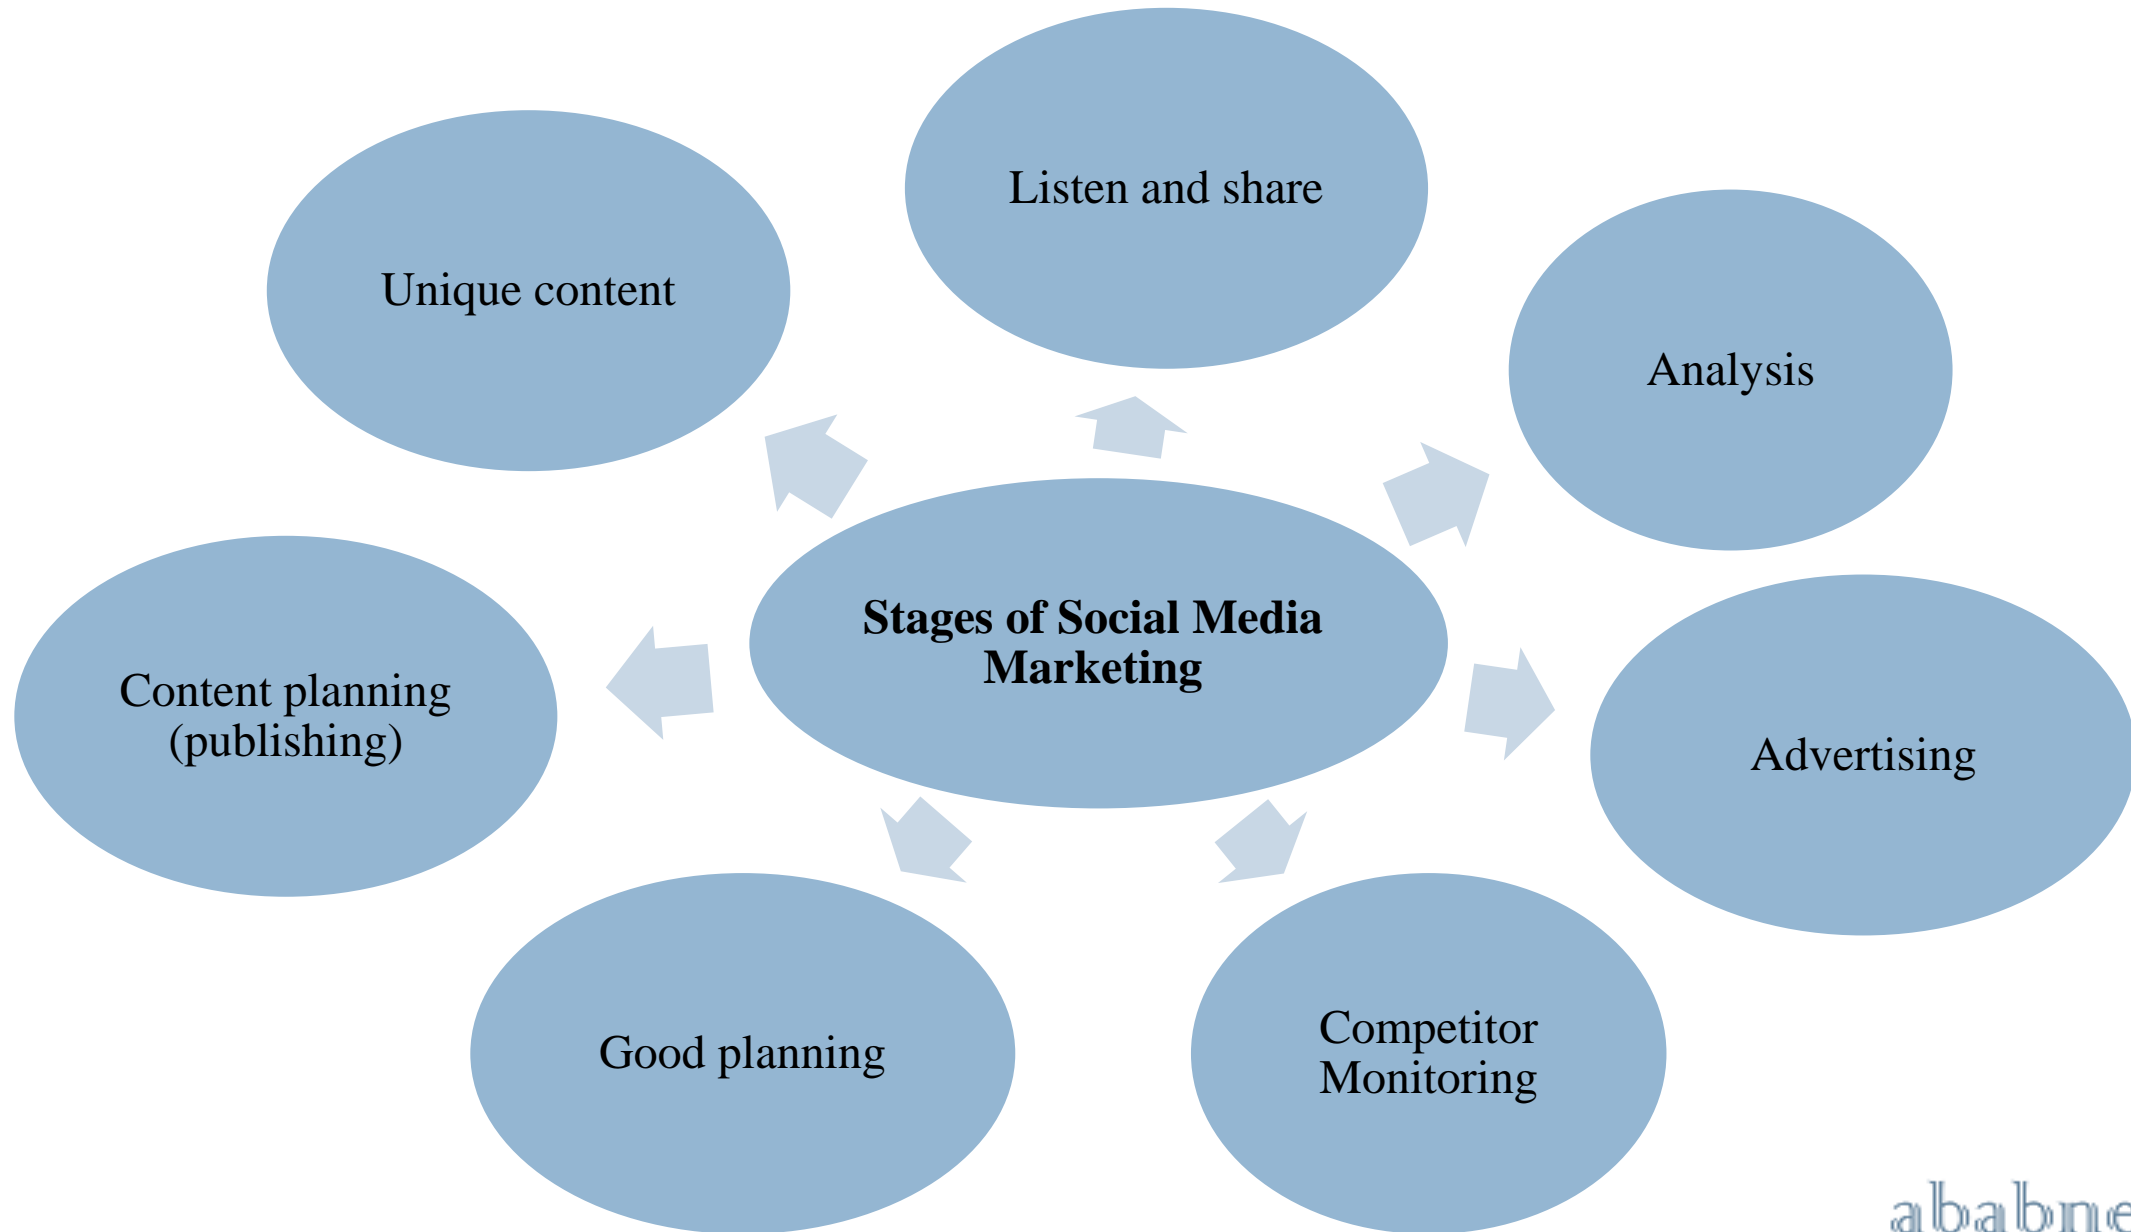 Listen and share
Unique content
Analysis
Stages of Social Media
Marketing
Content planning
(publishing)
Advertising
Good planning
Competitor
Monitoring
ababne